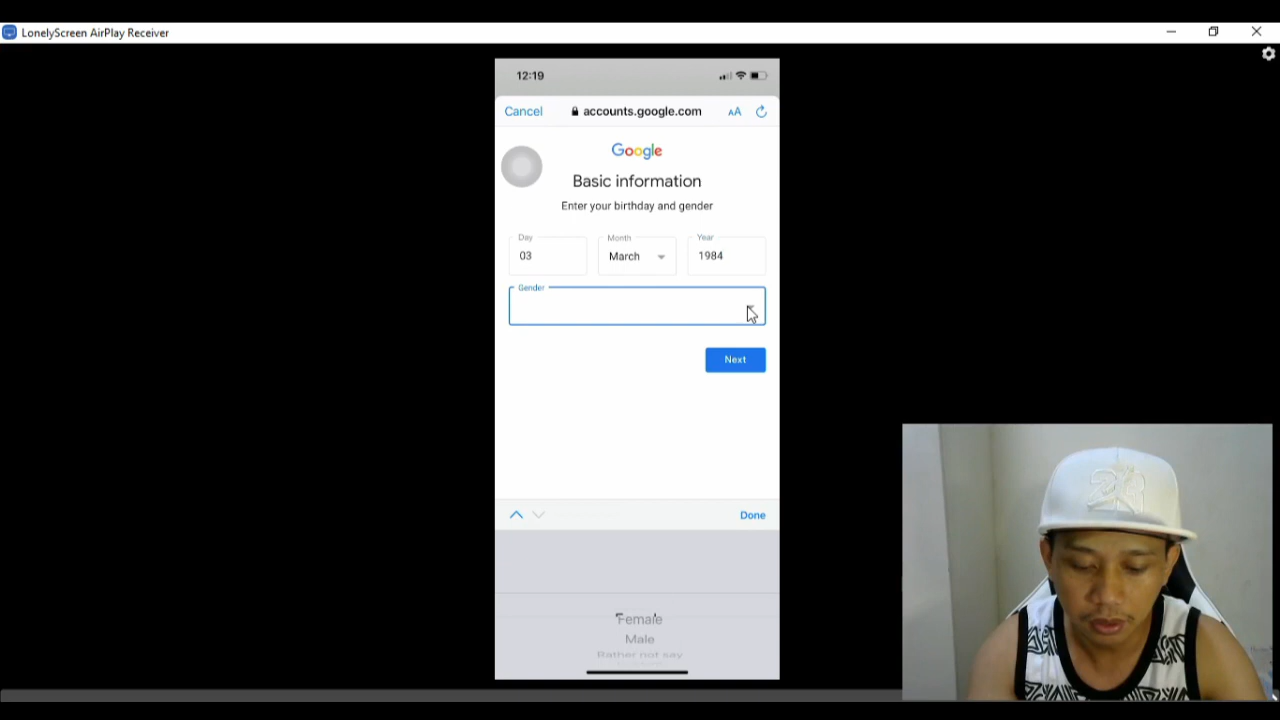 LonelyScreen AirPlay Receiver
12:19
Cancel
accounts.google.com
AA
Google
Basic information
Enter your birthday and gender
Day
Month
Year
03
March
1984
Gender
Next
Done
Female
Male
Rather not say